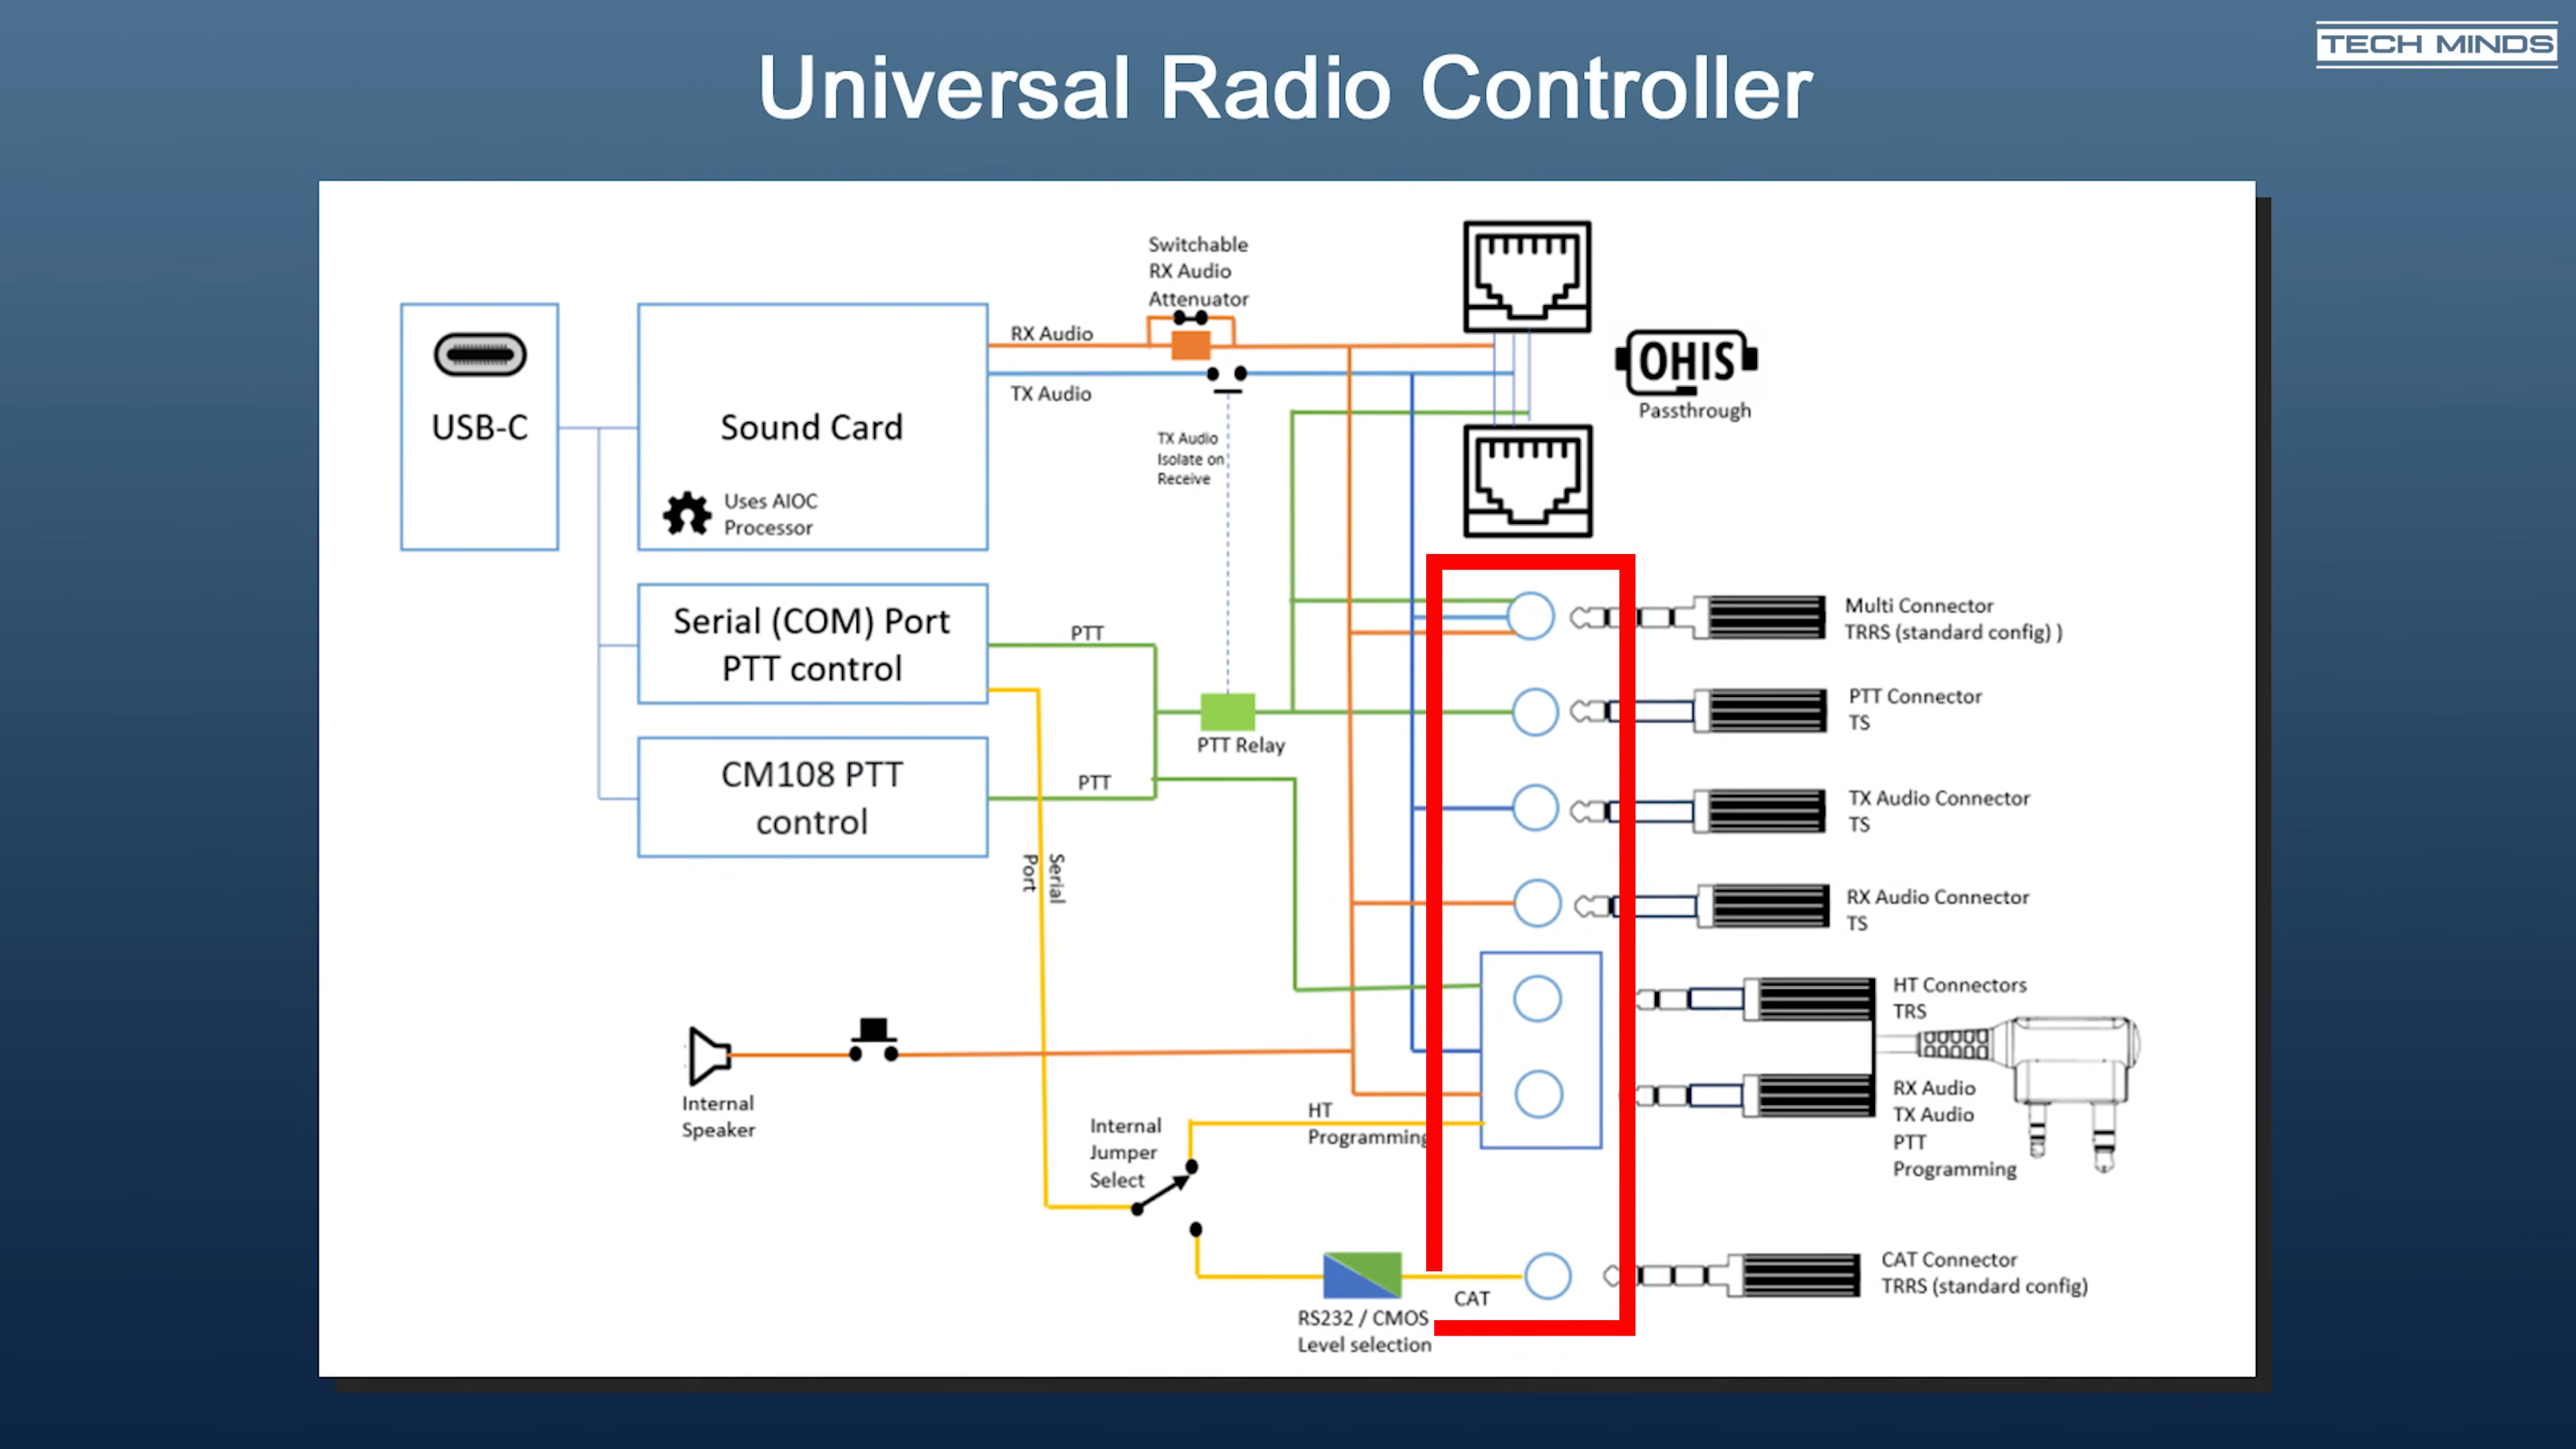 TECH MINDS
Universal Radio Controller
Switchable
RX Audio
Attenuator
RX Audio
TX Audio
OHIS
Passthrough
USB-C
Sound Card
Uses AIOC
Processor
TX Audio
Isolate on
Receive
Serial (COM) Port
PTT control
PTT
PTT Relay
CM108 PTT
control
PTT
Serial
Port
Multi Connector
TRRS (standard config) )
PTT Connector
TS
TX Audio Connector
TS
RX Audio Connector
TS
HT Connectors
TRS
RX Audio
TX Audio
PTT
Programming
Internal
Speaker
Internal
Jumper
Select
HT
Programming
CAT
RS232 / CMOS
Level selection
CAT Connector
TRRS (standard config)